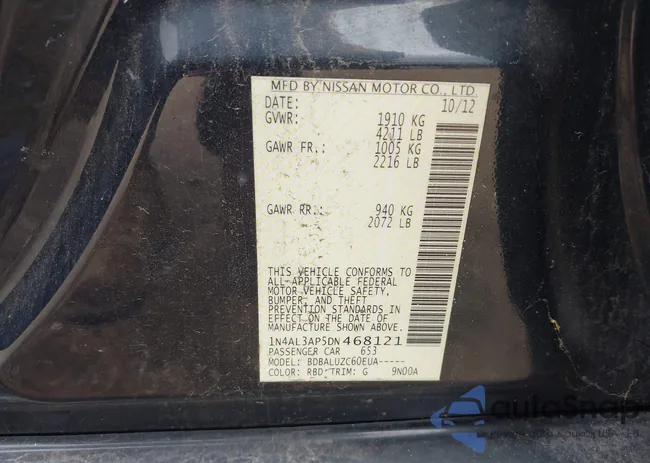 MFD BY NISSAN MOTOR CO., LTD.
DATE: 10/12
GVWR: 1910 KG
4211 LB
GAWR FR.: 1005 KG
2216 LB
GAWR RR.: 940 KG
2072 LB
THIS VEHICLE CONFORMS TO
ALL APPLICABLE FEDERAL
MOTOR VEHICLE SAFETY,
BUMPER, AND THEFT
PREVENTION STANDARDS IN
EFFECT ON THE DATE OF
MANUFACTURE SHOWN ABOVE.
1N4AL3AP5DN 468121
PASSENGER CAR 653
MODEL: BDBALUZC60EUA-----
COLOR: RBD TRIM: G 9N00A
autoSnap